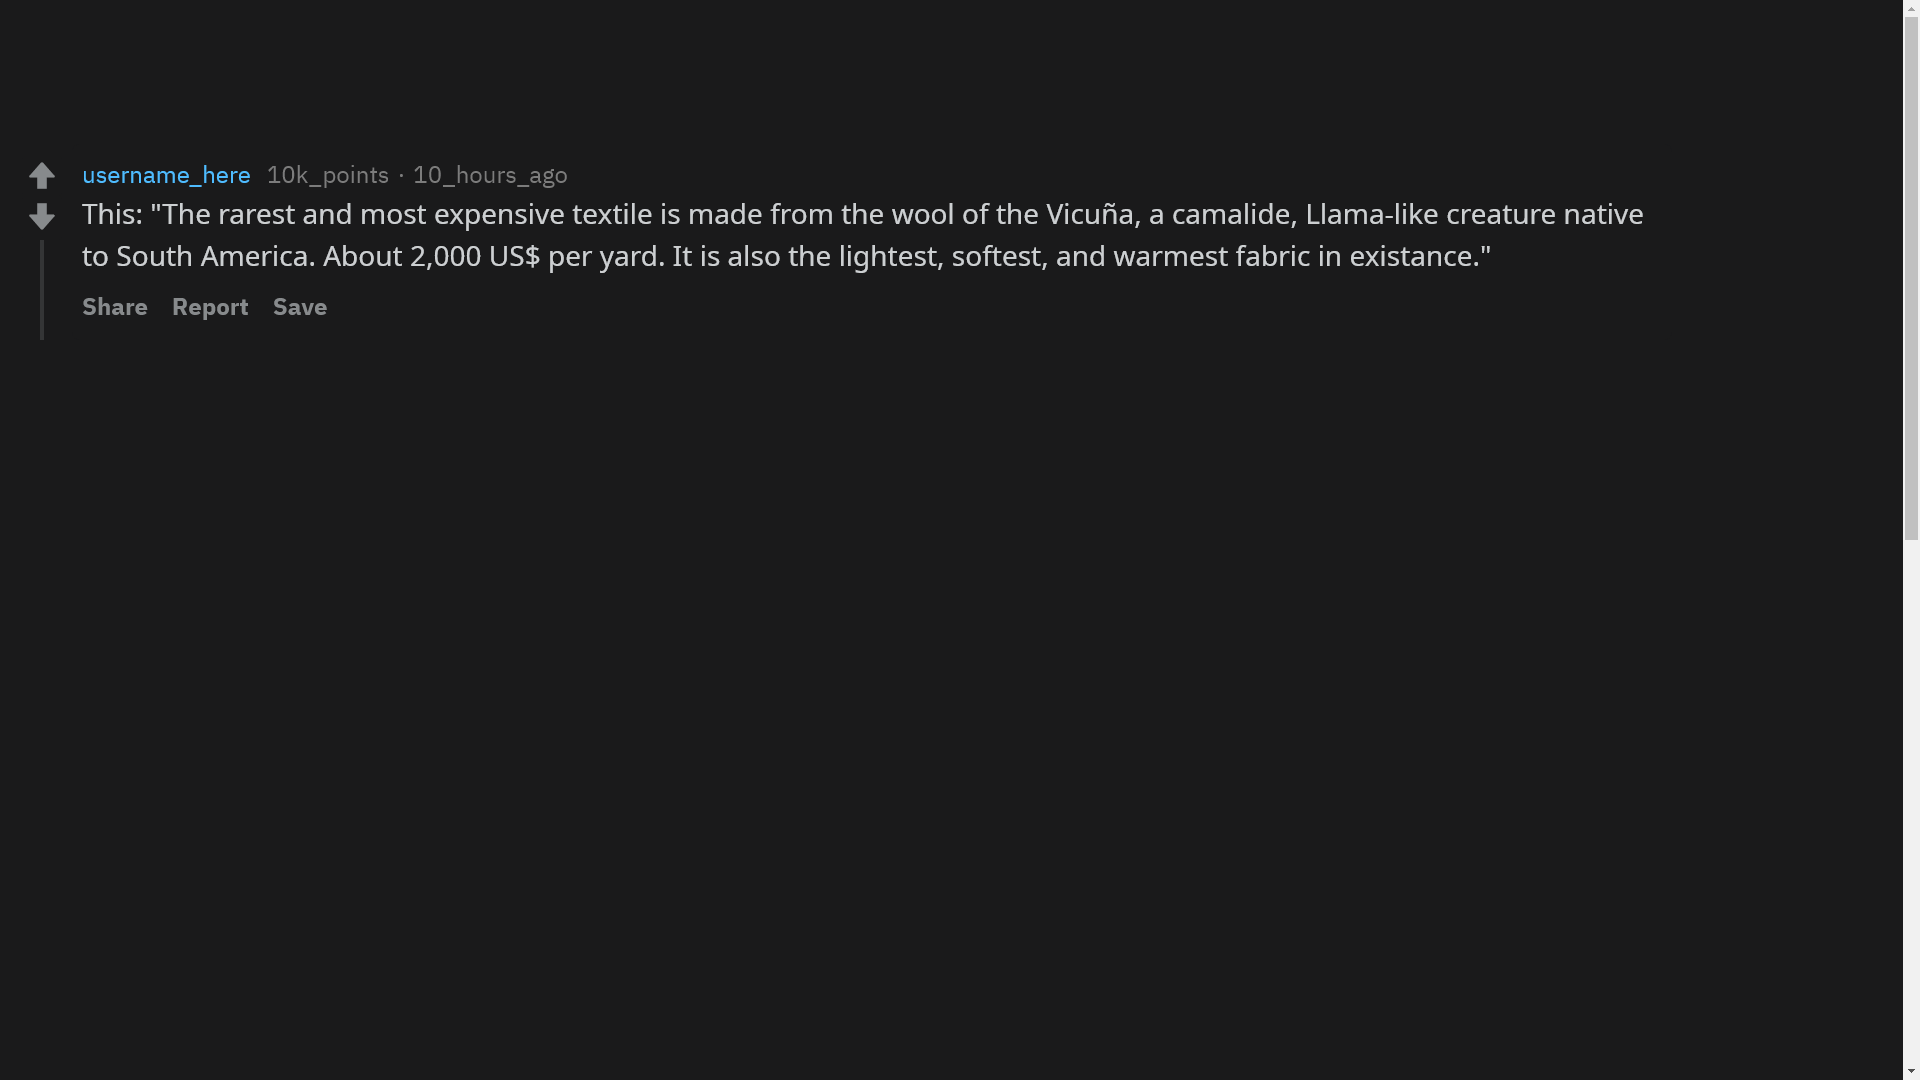 username_here 10k_points · 10_hours_ago
This: "The rarest and most expensive textile is made from the wool of the Vicuña, a camalide, Llama-like creature native
to South America. About 2,000 US$ per yard. It is also the lightest, softest, and warmest fabric in existance."
Share Report Save